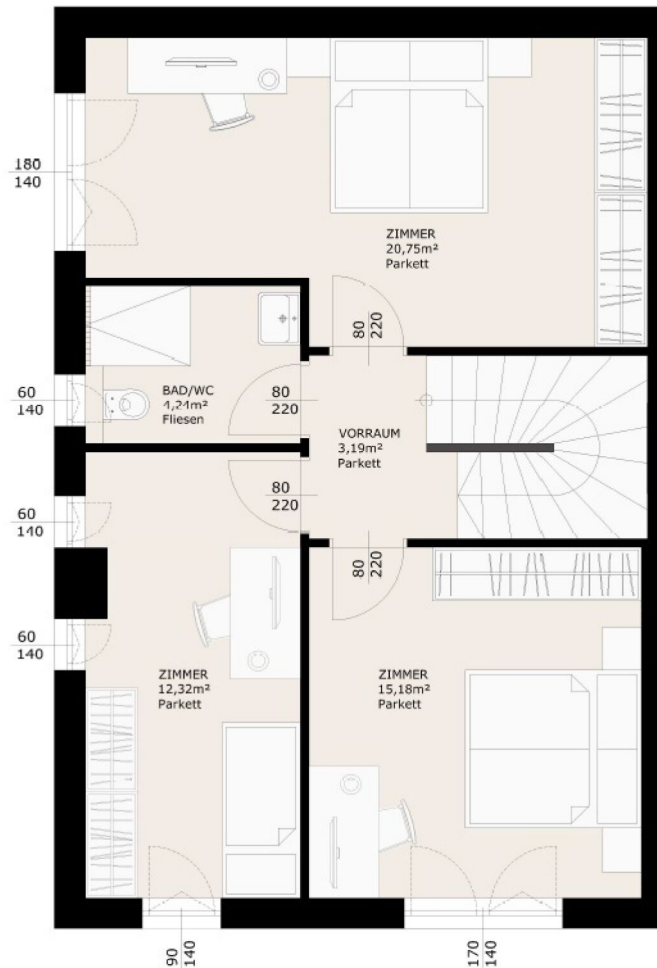 180
140
ZIMMER
20,75m²
Parkett
80
220
60
140
BAD/WC
4,24m²
Fliesen
80
220
VORRAUM
3,19m²
Parkett
60
140
80
220
80
220
60
140
ZIMMER
12,32m²
Parkett
ZIMMER
15,18m²
Parkett
90
140
170
140